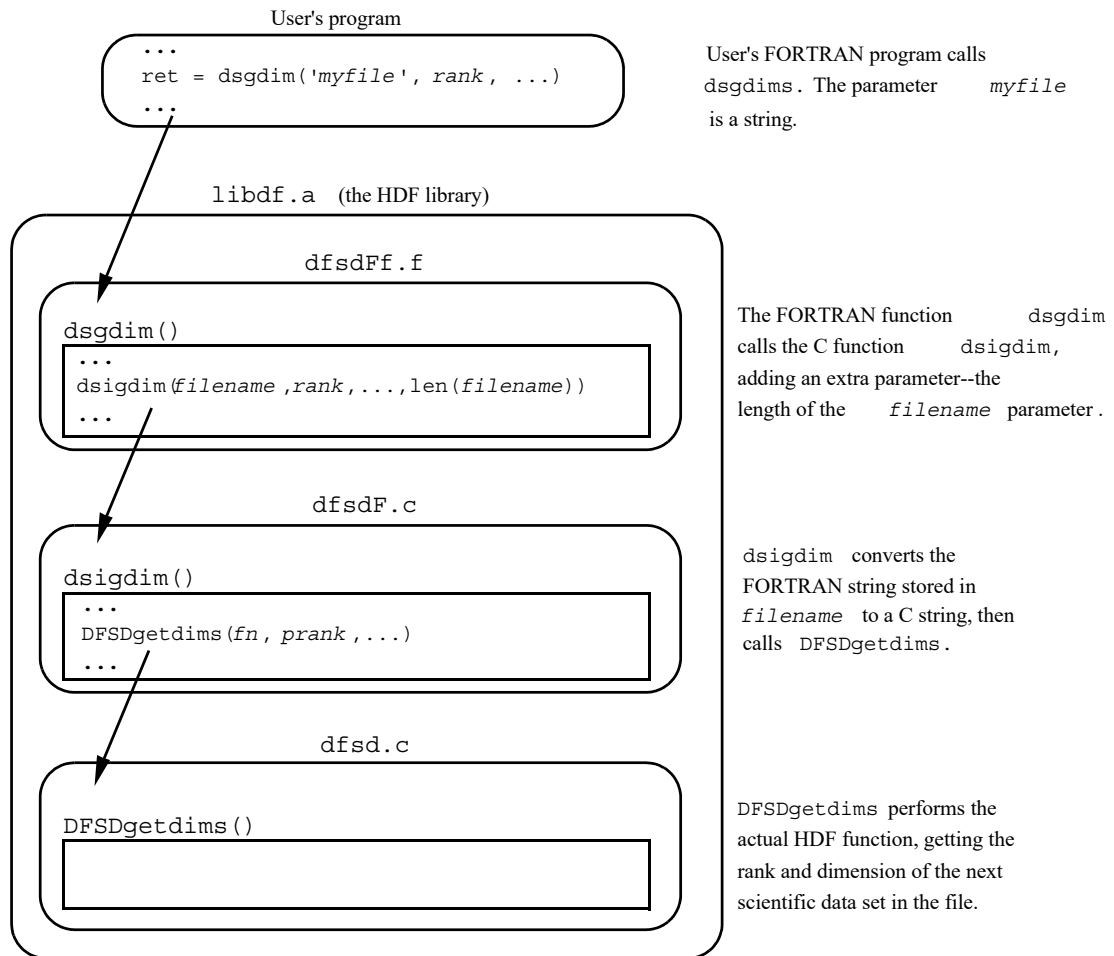 User's program
...
ret = dsgdim('myfile', rank, ...)
...
User's FORTRAN program calls
dsgdims. The parameter myfile
is a string.
libdf.a (the HDF library)
dfsdFf.f
dsgdim()
...
dsigdim(filename,rank,...,len(filename))
...
The FORTRAN function dsgdim
calls the C function dsigdim,
adding an extra parameter--the
length of the filename parameter.
dfsdF.c
dsigdim()
...
DFSDgetdims(fn, prank,...)
...
dsigdim converts the
FORTRAN string stored in
filename to a C string, then
calls DFSDgetdims.
dfsd.c
DFSDgetdims()
DFSDgetdims performs the
actual HDF function, getting the
rank and dimension of the next
scientific data set in the file.